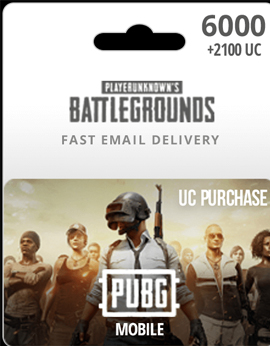 6000
+2100 UC
PLAYERUNKNOWN'S
BATTLEGROUNDS
FAST EMAIL DELIVERY
UC PURCHASE
PUBG
MOBILE